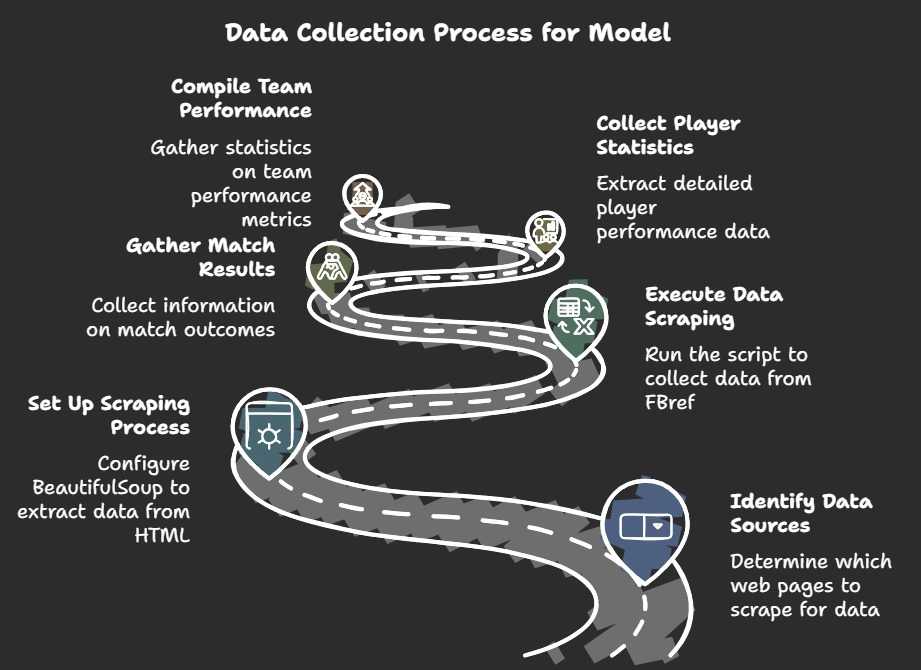 Data Collection Process for Model
Compile Team
Performance
Gather statistics
on team
performance
metrics
Collect Player
Statistics
Extract detailed
player
performance data
Gather Match
Results
Collect information
on match outcomes
Execute Data
Scraping
Run the script to
collect data from
FBref
Set Up Scraping
Process
Configure
BeautifulSoup to
extract data from
HTML
Identify Data
Sources
Determine which
web pages to
scrape for data